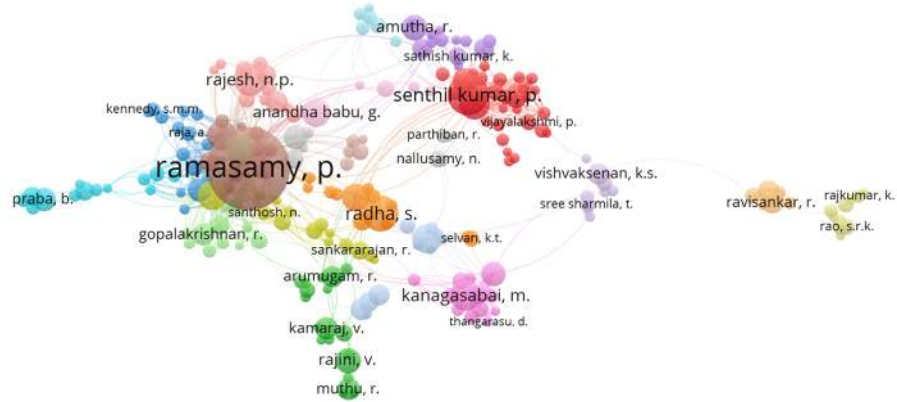 amutha, r.
sathish kumar, k.
rajesh, n.p.
senthil kumar, p.
kennedy, s.m.m.
anandha babu, g.
vijayalakshmi, p.
raja, a.
parthiban, r.
ramasamy, p.
nallusamy, n.
vishvaksenan, k.s.
praba, b.
ravisankar, r.
rajkumar, k.
santhosh, n.
radha, s.
sree sharmila, t.
rao, s.r.k.
gopalakrishnan, r.
selvan, k.t.
sankararajan, r.
arumugam, r.
kanagasabai, m.
thangarasu, d.
kamaraj, v.
rajini, v.
muthu, r.